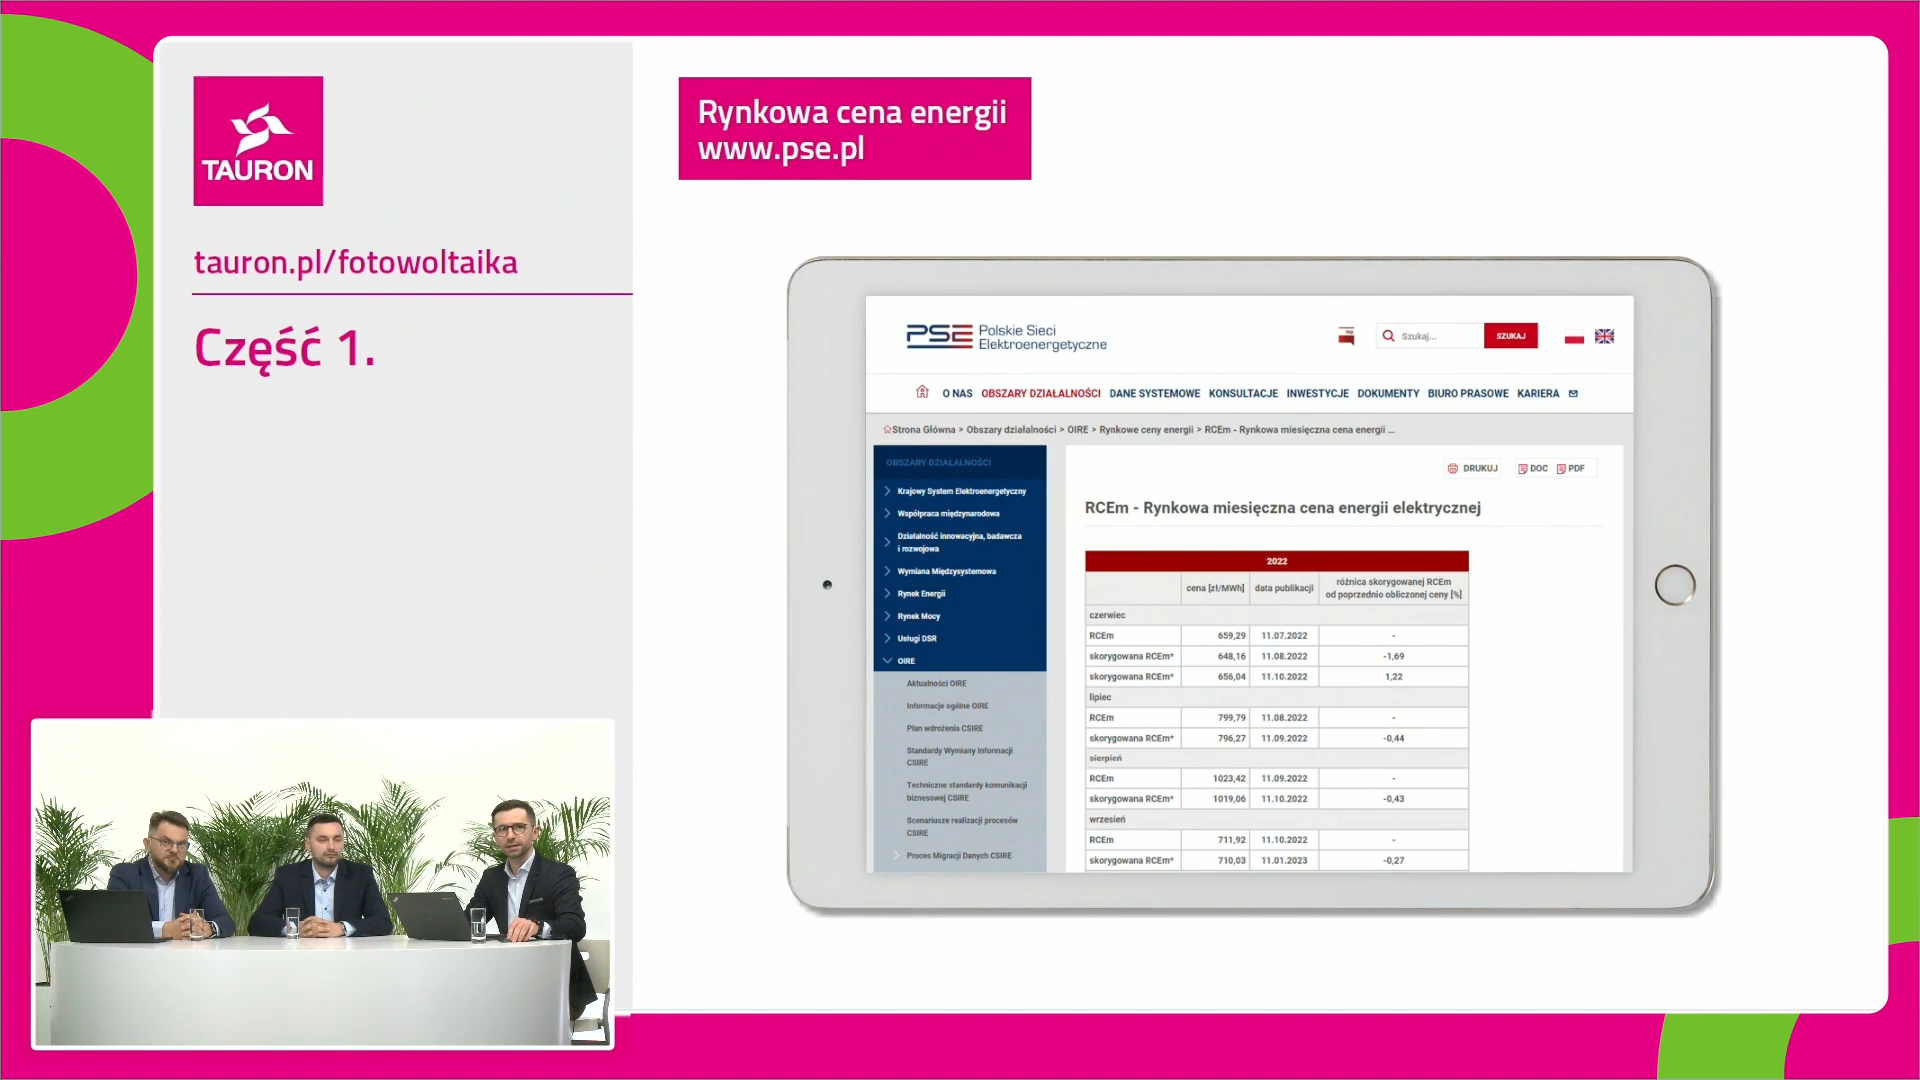 TAURON
tauron.pl/fotowoltaika
Część 1.
Rynkowa cena energii
www.pse.pl
PSE Polskie Sieci
Elektroenergetyczne
Szukaj...
SZUKAJ
O NAS OBSZARY DZIAŁALNOŚCI DANE SYSTEMOWE KONSULTACJE INWESTYCJE DOKUMENTY BIURO PRASOWE KARIERA
Strona Główna > Obszary działalności > OIRE > Rynkowe ceny energii > RCEm - Rynkowa miesięczna cena energii ...
OBSZARY DZIAŁALNOŚCI
Krajowy System Elektroenergetyczny
Współpraca międzynarodowa
Działalność innowacyjna, badawcza
i rozwojowa
Wymiana Międzysystemowa
Rynek Energii
Rynek Mocy
Usługi DSR
OIRE
Aktualności OIRE
Informacje ogólne OIRE
Plan wdrożenia CSIRE
Standardy Wymiany Informacji
CSIRE
Techniczne standardy komunikacji
biznesowej CSIRE
Scenariusze realizacji procesów
CSIRE
Proces Migracji Danych CSIRE
DRUKUJ DOC PDF
RCEm - Rynkowa miesięczna cena energii elektrycznej
2022
cena [zł/MWh] data publikacji różnica skorygowanej RCEm
od poprzednio obliczonej ceny [%]
czerwiec
RCEm 659,29 11.07.2022 -
skorygowana RCEm* 648,16 11.08.2022 -1,69
skorygowana RCEm* 656,04 11.10.2022 1,22
lipiec
RCEm 799,79 11.08.2022 -
skorygowana RCEm* 796,27 11.09.2022 -0,44
sierpień
RCEm 1023,42 11.09.2022 -
skorygowana RCEm* 1019,06 11.10.2022 -0,43
wrzesień
RCEm 711,92 11.10.2022 -
skorygowana RCEm* 710,03 11.01.2023 -0,27